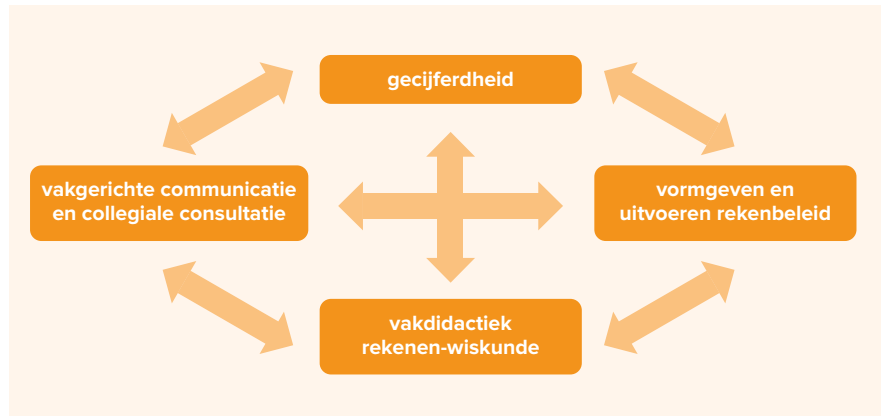 gecijferdheid
vakgerichte communicatie
en collegiale consultatie
vormgeven en
uitvoeren rekenbeleid
vakdidactiek
rekenen-wiskunde